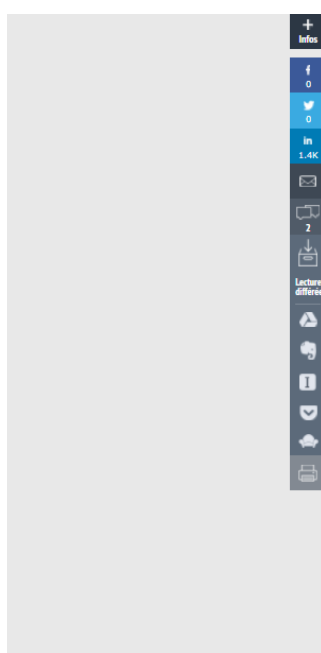 +
Infos
f
0
0
in
1.4K
2
Lecture
différée
I